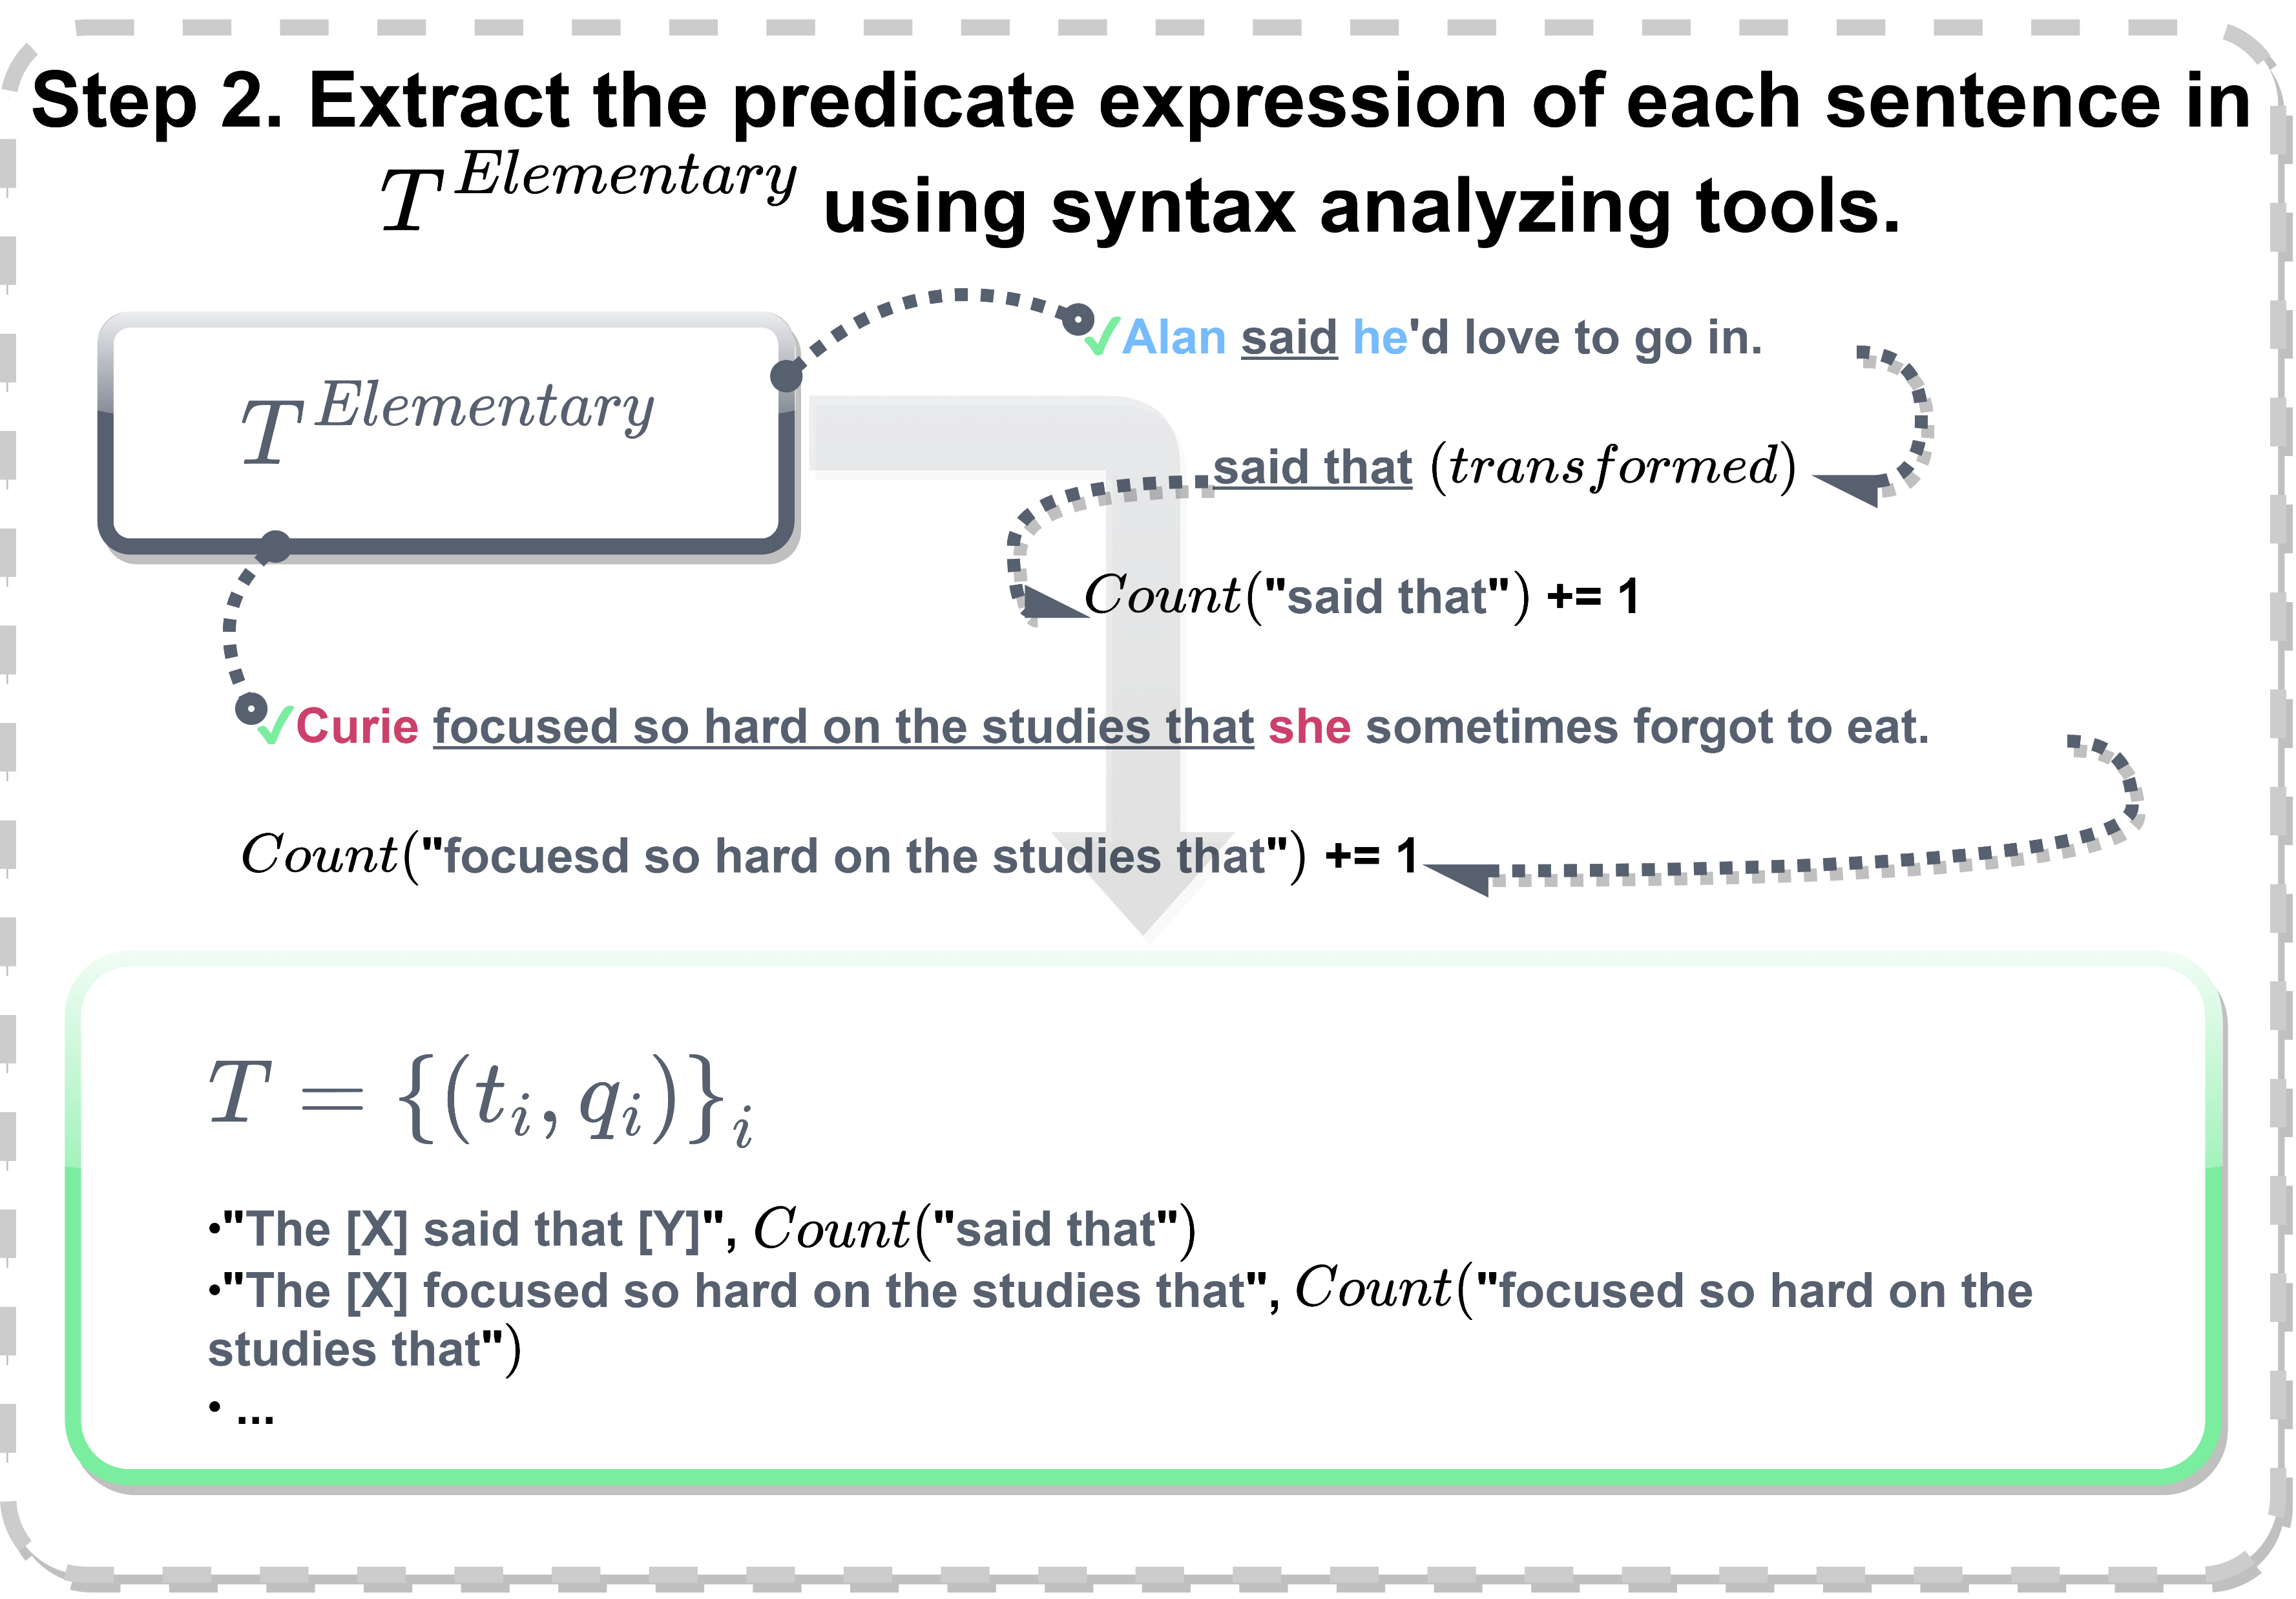 Step 2. Extract the predicate expression of each sentence in
T^Elementary using syntax analyzing tools.
T^Elementary
✓Alan said he'd love to go in.
said that (transformed)
Count("said that") += 1
✓Curie focused so hard on the studies that she sometimes forgot to eat.
Count("focuesd so hard on the studies that") += 1
T = {(t_i, q_i)}_i
•"The [X] said that [Y]", Count("said that")
•"The [X] focused so hard on the studies that", Count("focused so hard on the
studies that")
• ...